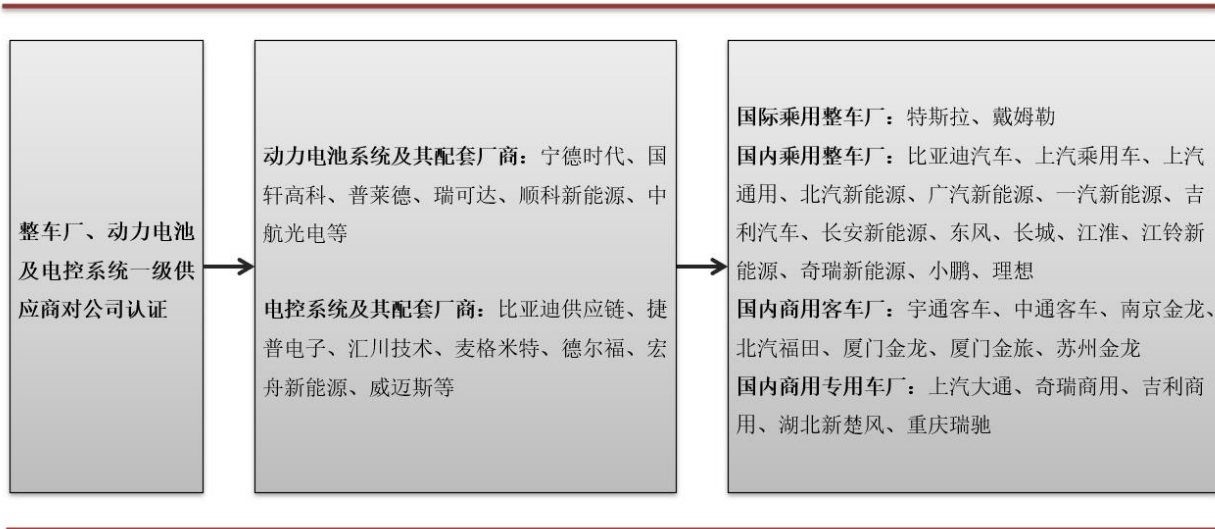 整车厂、动力电池
及电控系统一级供
应商对公司认证
动力电池系统及其配套厂商：宁德时代、国
轩高科、普莱德、瑞可达、顺科新能源、中
航光电等
电控系统及其配套厂商：比亚迪供应链、捷
普电子、汇川技术、麦格米特、德尔福、宏
舟新能源、威迈斯等
国际乘用整车厂：特斯拉、戴姆勒
国内乘用整车厂：比亚迪汽车、上汽乘用车、上汽
通用、北汽新能源、广汽新能源、一汽新能源、吉
利汽车、长安新能源、东风、长城、江淮、江铃新
能源、奇瑞新能源、小鹏、理想
国内商用客车厂：宇通客车、中通客车、南京金龙、
北汽福田、厦门金龙、厦门金旅、苏州金龙
国内商用专用车厂：上汽大通、奇瑞商用、吉利商
用、湖北新楚风、重庆瑞驰